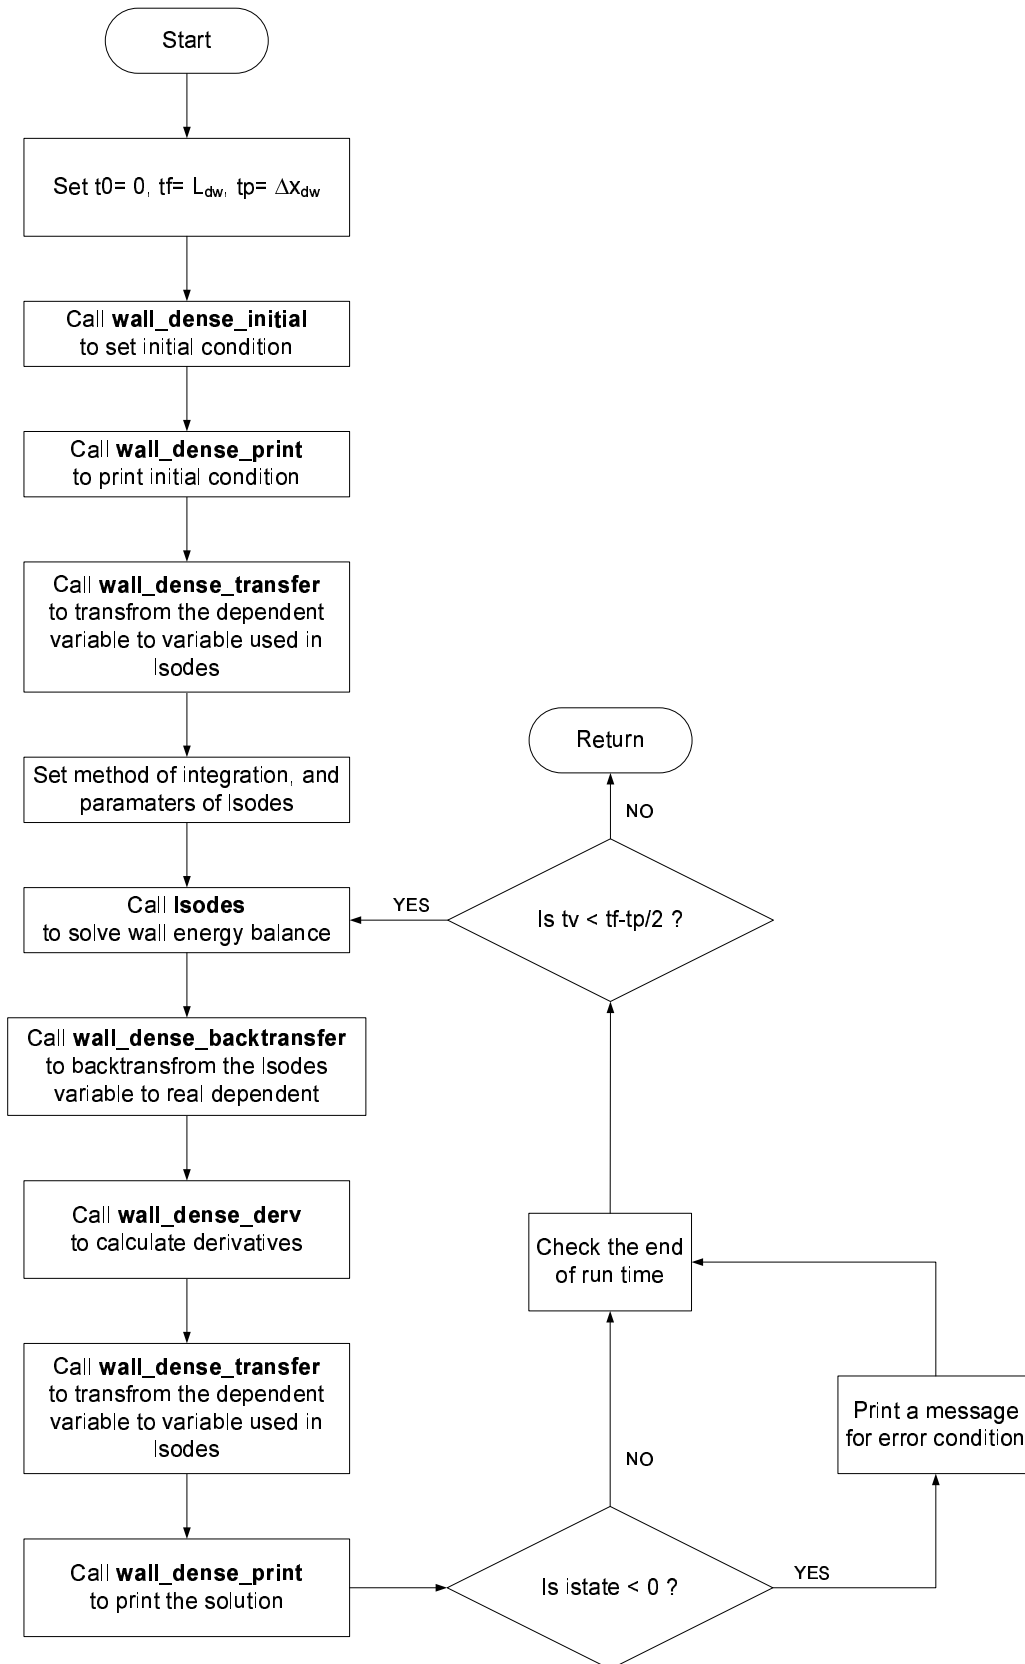 Start
Set t0= 0, tf= Ldw, tp= Δxdw
Call wall_dense_initial
to set initial condition
Call wall_dense_print
to print initial condition
Call wall_dense_transfer
to transfrom the dependent
variable to variable used in
lsodes
Set method of integration, and
paramaters of lsodes
Call lsodes
to solve wall energy balance
Call wall_dense_backtransfer
to backtransfrom the lsodes
variable to real dependent
Call wall_dense_derv
to calculate derivatives
Call wall_dense_transfer
to transfrom the dependent
variable to variable used in
lsodes
Call wall_dense_print
to print the solution
Is istate < 0 ?
YES
NO
Print a message
for error condition
Check the end
of run time
Is tv < tf-tp/2 ?
YES
NO
Return